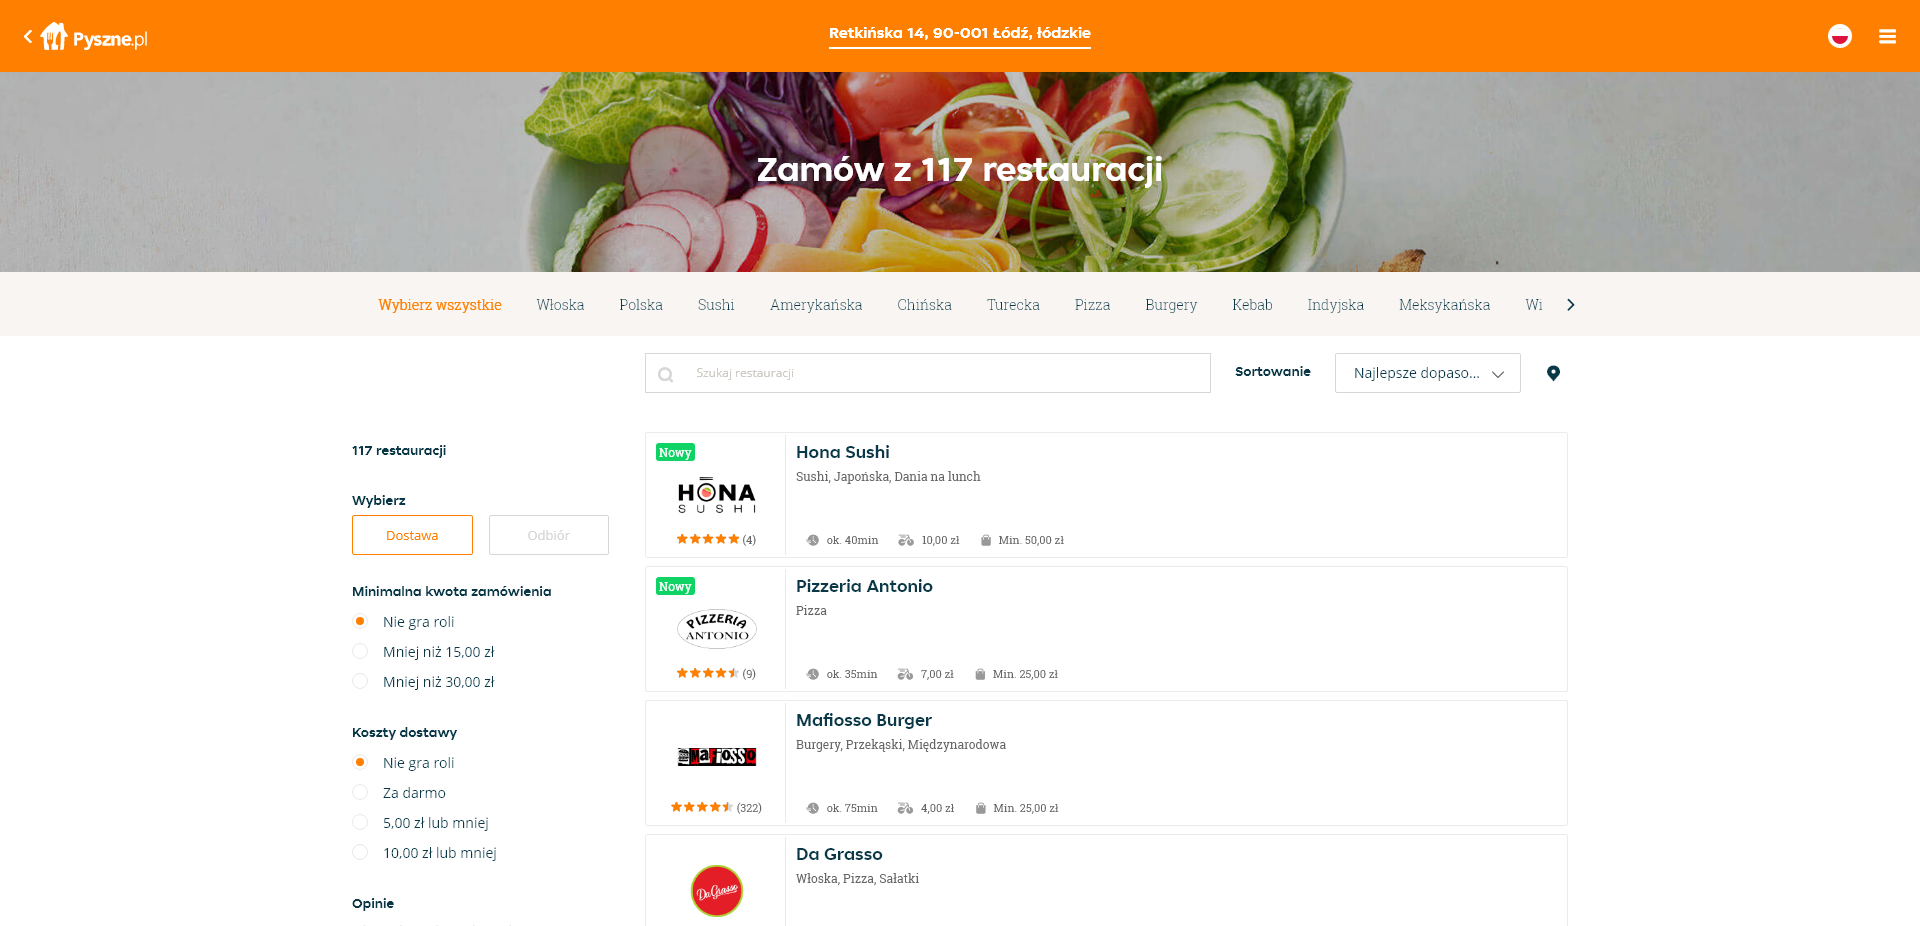 Pyszne.pl
Retkińska 14, 90-001 Łódź, łódzkie
Zamów z 117 restauracji
Wybierz wszystkie Włoska Polska Sushi Amerykańska Chińska Turecka Pizza Burgery Kebab Indyjska Meksykańska Wi
Szukaj restauracji
Sortowanie
Najlepsze dopaso...
117 restauracji
Wybierz
Dostawa Odbiór
Minimalna kwota zamówienia
Nie gra roli
Mniej niż 15,00 zł
Mniej niż 30,00 zł
Koszty dostawy
Nie gra roli
Za darmo
5,00 zł lub mniej
10,00 zł lub mniej
Opinie
Nowy
HONA
SUSHI
(4)
Hona Sushi
Sushi, Japońska, Dania na lunch
ok. 40min 10,00 zł Min. 50,00 zł
Nowy
PIZZERIA
ANTONIO
(9)
Pizzeria Antonio
Pizza
ok. 35min 7,00 zł Min. 25,00 zł
MafiOSSO
(322)
Mafiosso Burger
Burgery, Przekąski, Międzynarodowa
ok. 75min 4,00 zł Min. 25,00 zł
Da Grasso
Da Grasso
Włoska, Pizza, Sałatki